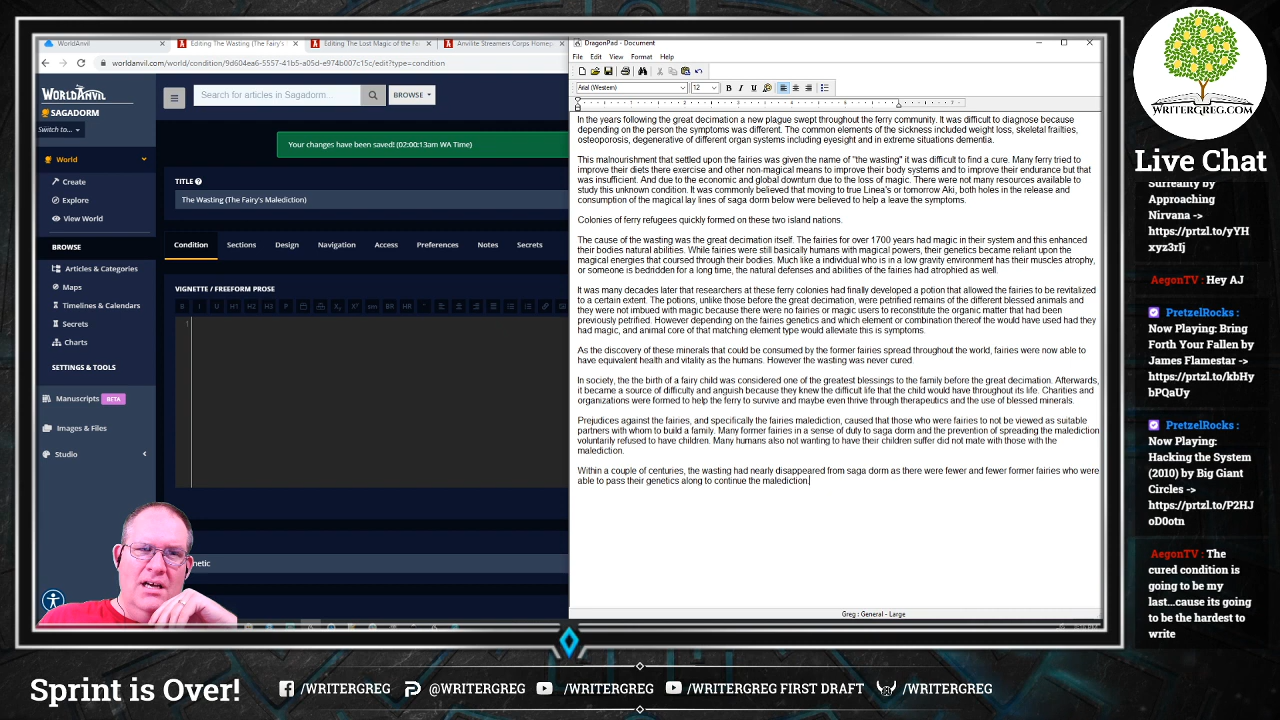 WorldAnvil
Editing The Wasting (The Fairy's
Editing The Lost Magic of the Fa
Anvilite Streamers Corps Home
worldanvil.com/world/condition/9d604ea6-5557-41b5-a05d-e974b007c15c/edit?type=condition
WORLDANVIL
SAGADORM
Switch to...
Search for articles in Sagadorm...
BROWSE
World
Create
Explore
View World
BROWSE
Articles & Categories
Maps
Timelines & Calendars
Secrets
Charts
SETTINGS & TOOLS
Manuscripts BETA
Images & Files
Studio
Your changes have been saved! (02:00:13am WA Time)
TITLE
The Wasting (The Fairy's Malediction)
Condition Sections Design Navigation Access Preferences Notes Secrets
VIGNETTE / FREEFORM PROSE
1
netic
DragonPad - Document
File Edit View Insert Format Help
Arial (Western) 12
In the years following the great decimation a new plague swept throughout the ferry community. It was difficult to diagnose because
depending on the person the symptoms was different. The common elements of the sickness included weight loss, skeletal frailties,
osteoporosis, degenerative of different organ systems including eyesight and in extreme situations dementia.
This malnourishment that settled upon the fairies was given the name of "the wasting" it was difficult to find a cure. Many ferry tried to
improve their diets there exercise and other non-magical means to improve their body systems and to improve their endurance but that
was insufficient. And due to the economic and global downturn due to the loss of magic. There were not many resources available to
study this unknown condition. It was commonly believed that moving to true Linea's or tomorrow Aki, both holes in the release and
consumption of the magical lay lines of saga dorm below were believed to help a leave the symptoms.
Colonies of ferry refugees quickly formed on these two island nations.
The cause of the wasting was the great decimation itself. The fairies for over 1700 years had magic in their system and this enhanced
their bodies natural abilities. While fairies were still basically humans with magical powers, their genetics became reliant upon the
magical energies that coursed through their bodies. Much like a individual who is in a low gravity environment has their muscles atrophy,
or someone is bedridden for a long time, the natural defenses and abilities of the fairies had atrophied as well.
It was many decades later that researchers at these ferry colonies had finally developed a potion that allowed the fairies to be revitalized
to a certain extent. The potions, unlike those before the great decimation, were petrified remains of the different blessed animals and
they were not imbued with magic because there were no fairies or magic users to reconstitute the organic matter that had been
previously petrified. However depending on the fairies genetics and which element or combination thereof the would have used had they
had magic, and animal core of that matching element type would alleviate this is symptoms.
As the discovery of these minerals that could be consumed by the former fairies spread throughout the world, fairies were now able to
have equivalent health and vitality as the humans. However the wasting was never cured.
In society, the the birth of a fairy child was considered one of the greatest blessings to the family before the great decimation. Afterwards,
it became a source of difficulty and anguish because they knew the difficult life that the child would have throughout its life. Charities and
organizations were formed to help the ferry to survive and maybe even thrive through therapeutics and the use of blessed minerals.
Prejudices against the fairies, and specifically the fairies malediction, caused that those who were fairies to not be viewed as suitable
partners with whom to build a family. Many former fairies in a sense of duty to saga dorm and the prevention of spreading the malediction
voluntarily refused to have children. Many humans also not wanting to have their children suffer did not mate with those with the
malediction.
Within a couple of centuries, the wasting had nearly disappeared from saga dorm as there were fewer and fewer former fairies who were
able to pass their genetics along to continue the malediction.
Greg : General - Large
WRITERGREG.COM
Live Chat
Surreality by
Approaching
Nirvana ->
https://prtzl.to/yYH
xyz3rIj
AegonTV : Hey AJ
PretzelRocks :
Now Playing: Bring
Forth Your Fallen by
James Flamestar ->
https://prtzl.to/kbHy
bPQaUy
PretzelRocks :
Now Playing:
Hacking the System
(2010) by Big Giant
Circles ->
https://prtzl.to/P2HJ
oD0otn
AegonTV : The
cured condition is
going to be my
last...cause its going
to be the hardest to
write
Sprint is Over!
/WRITERGREG
@WRITERGREG
/WRITERGREG
/WRITERGREG FIRST DRAFT
/WRITERGREG